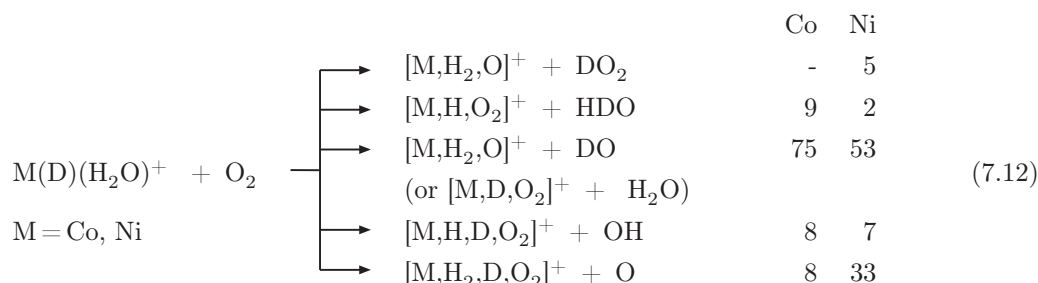 Co Ni
[M,H₂,O]⁺ + DO₂ - 5
[M,H,O₂]⁺ + HDO 9 2
[M,H₂,O]⁺ + DO 75 53
M(D)(H₂O)⁺ + O₂ (7.12)
(or [M,D,O₂]⁺ + H₂O)
M = Co, Ni
[M,H,D,O₂]⁺ + OH 8 7
[M,H₂,D,O₂]⁺ + O 8 33